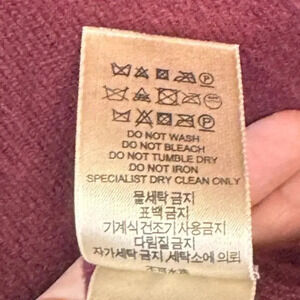 DO NOT WASH
DO NOT BLEACH
DO NOT TUMBLE DRY
DO NOT IRON
SPECIALIST DRY CLEAN ONLY
물세탁 금지
표백 금지
기계식 건조기 사용금지
다림질 금지
자가세탁 금지, 세탁소에 의뢰